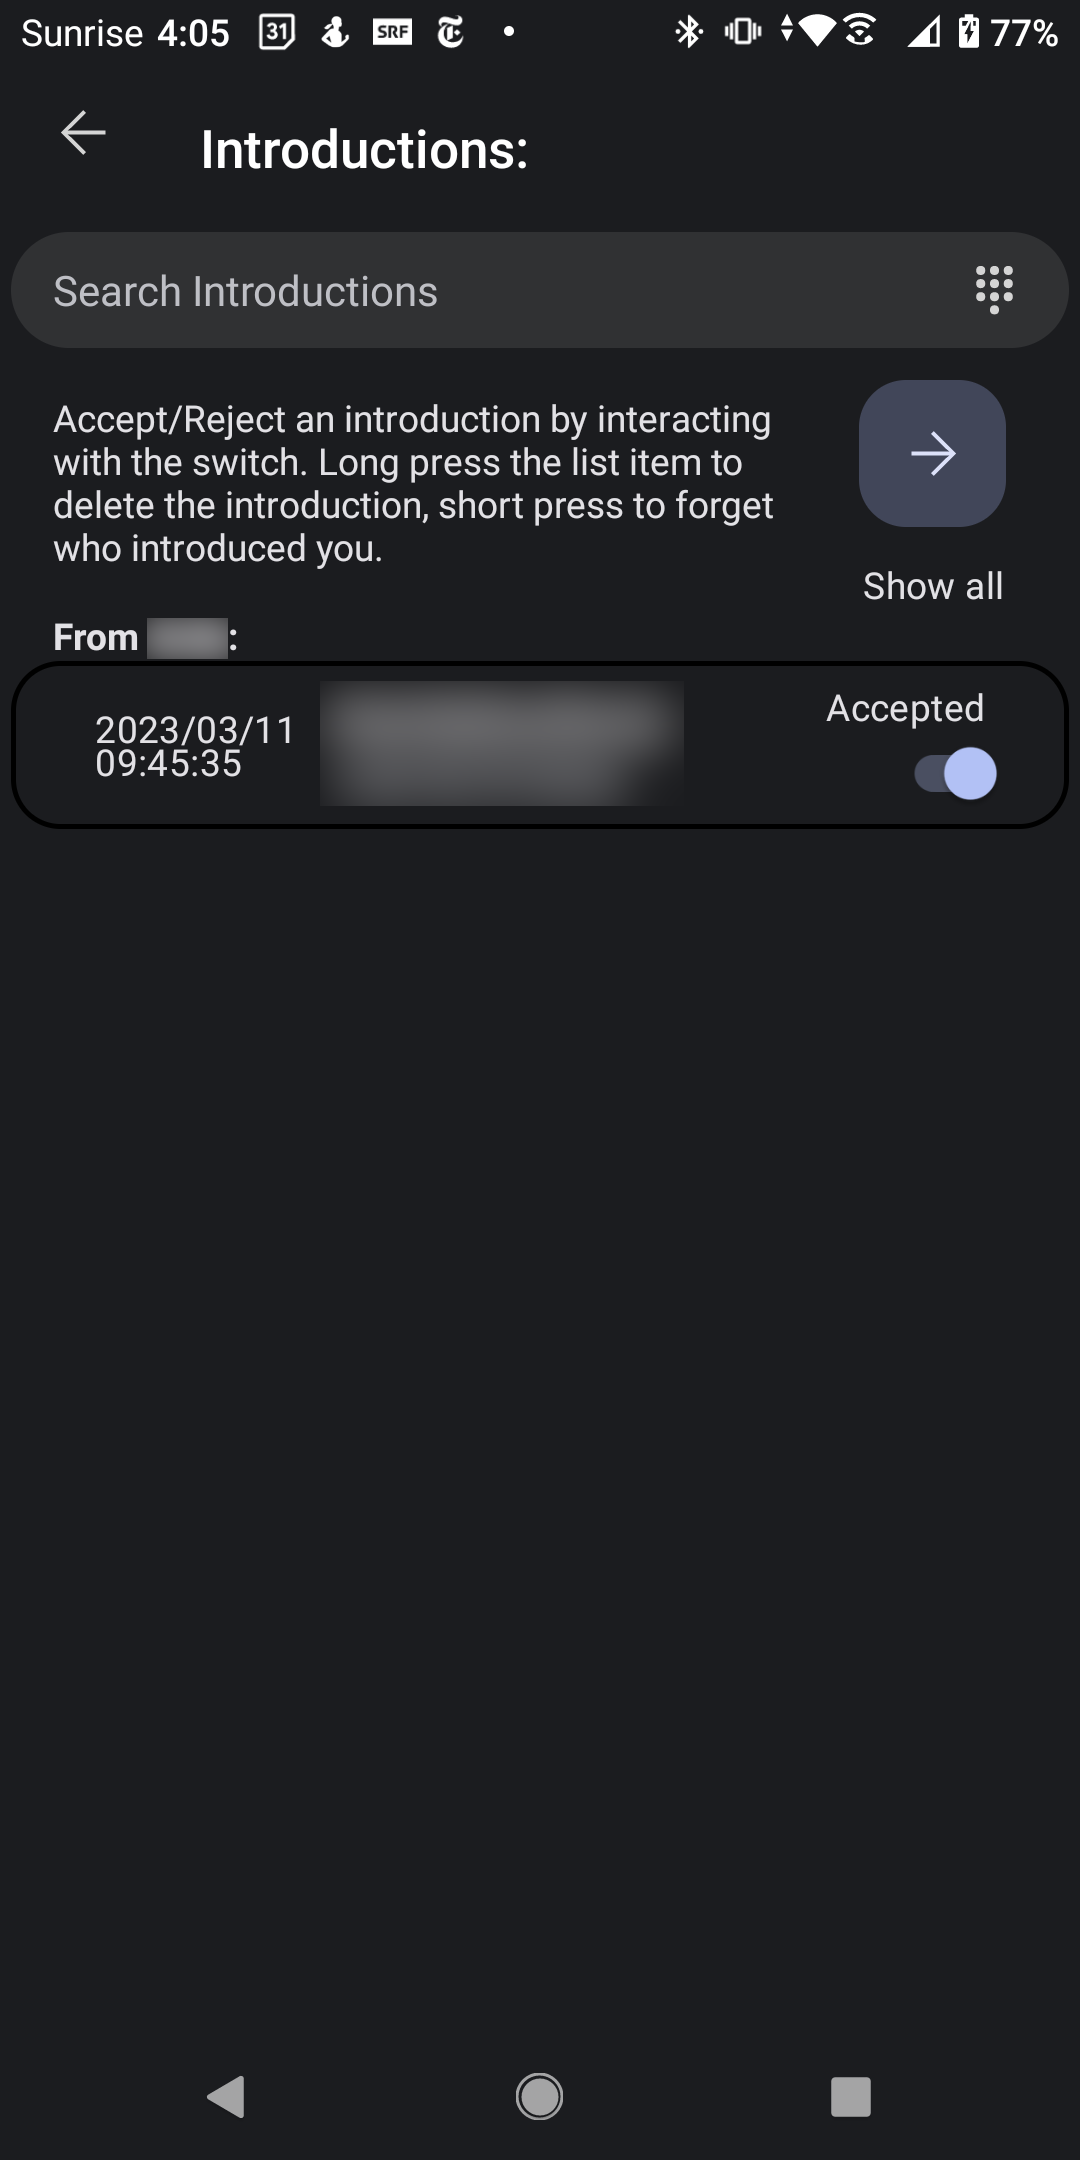 Sunrise 4:05 31 SRF 77%
Introductions:
Search Introductions
Accept/Reject an introduction by interacting
with the switch. Long press the list item to
delete the introduction, short press to forget
who introduced you.
Show all
From :
2023/03/11
09:45:35
Accepted